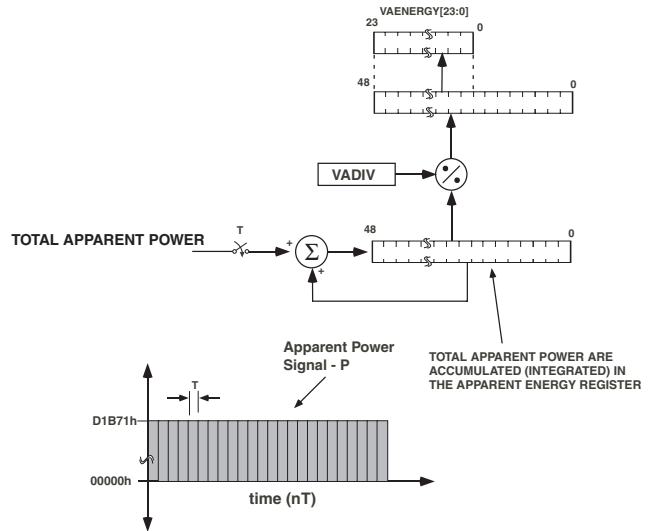 VAENERGY[23:0]
23
0
48
0
VADIV
%
TOTAL APPARENT POWER
T
+
Σ
+
48
0
Apparent Power
Signal - P
TOTAL APPARENT POWER ARE
ACCUMULATED (INTEGRATED) IN
THE APPARENT ENERGY REGISTER
T
D1B71h
00000h
time (nT)